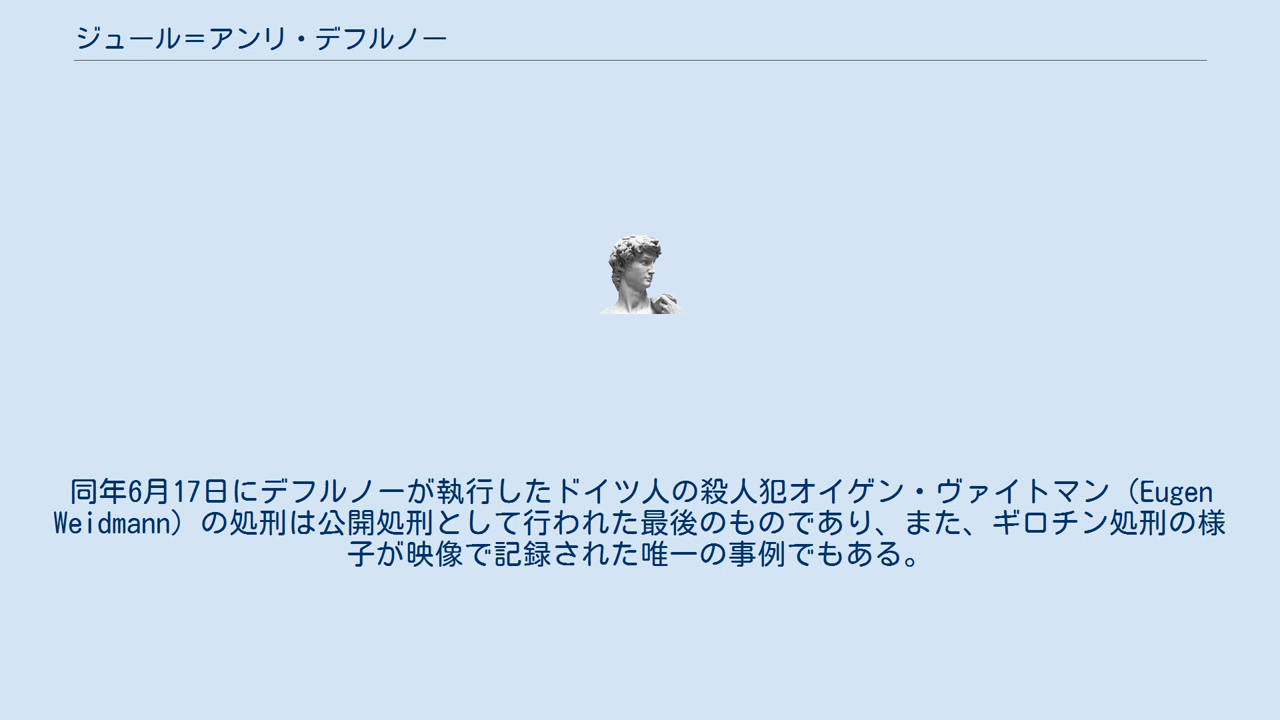 ジュール＝アンリ・デフルノー
同年6月17日にデフルノーが執行したドイツ人の殺人犯オイゲン・ヴァイトマン（Eugen
Weidmann）の処刑は公開処刑として行われた最後のものであり、また、ギロチン処刑の様
子が映像で記録された唯一の事例でもある。